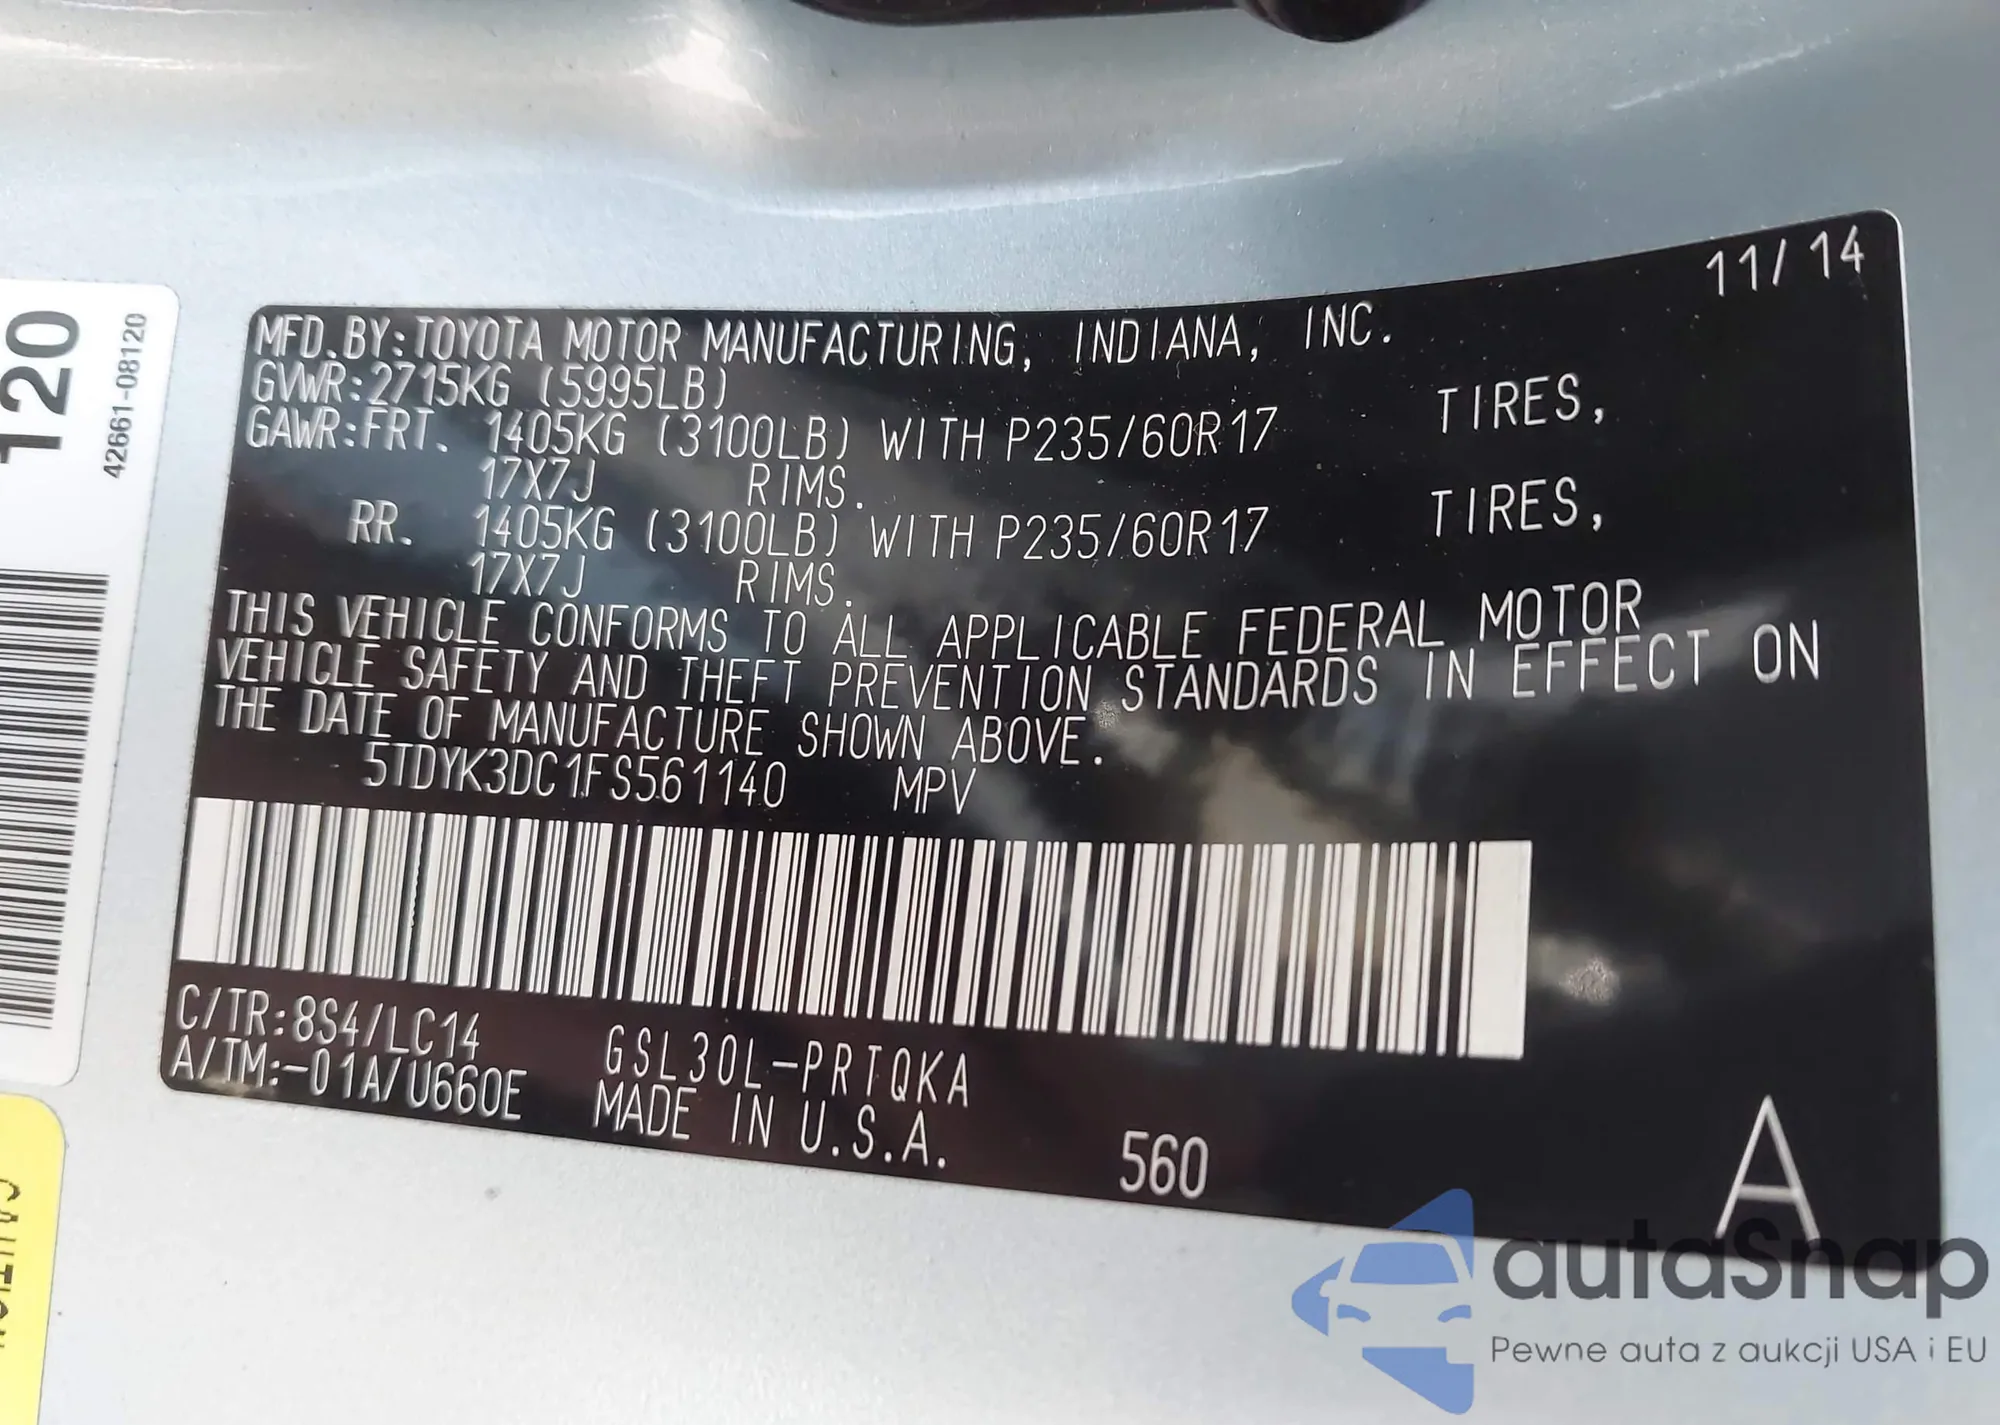 11/14
MFD.BY:TOYOTA MOTOR MANUFACTURING, INDIANA, INC.
GVWR:2715KG (5995LB)
GAWR:FRT. 1405KG (3100LB) WITH P235/60R17 TIRES,
17X7J RIMS.
RR. 1405KG (3100LB) WITH P235/60R17 TIRES,
17X7J RIMS.
THIS VEHICLE CONFORMS TO ALL APPLICABLE FEDERAL MOTOR
VEHICLE SAFETY AND THEFT PREVENTION STANDARDS IN EFFECT ON
THE DATE OF MANUFACTURE SHOWN ABOVE.
5TDYK3DC1FS561140 MPV
C/TR:8S4/LC14 GSL30L-PRTQKA
A/TM:-01A/U660E MADE IN U.S.A.
560
A
120
42661-08120
CAUTION
autaSnap
Pewne auta z aukcji USA i EU